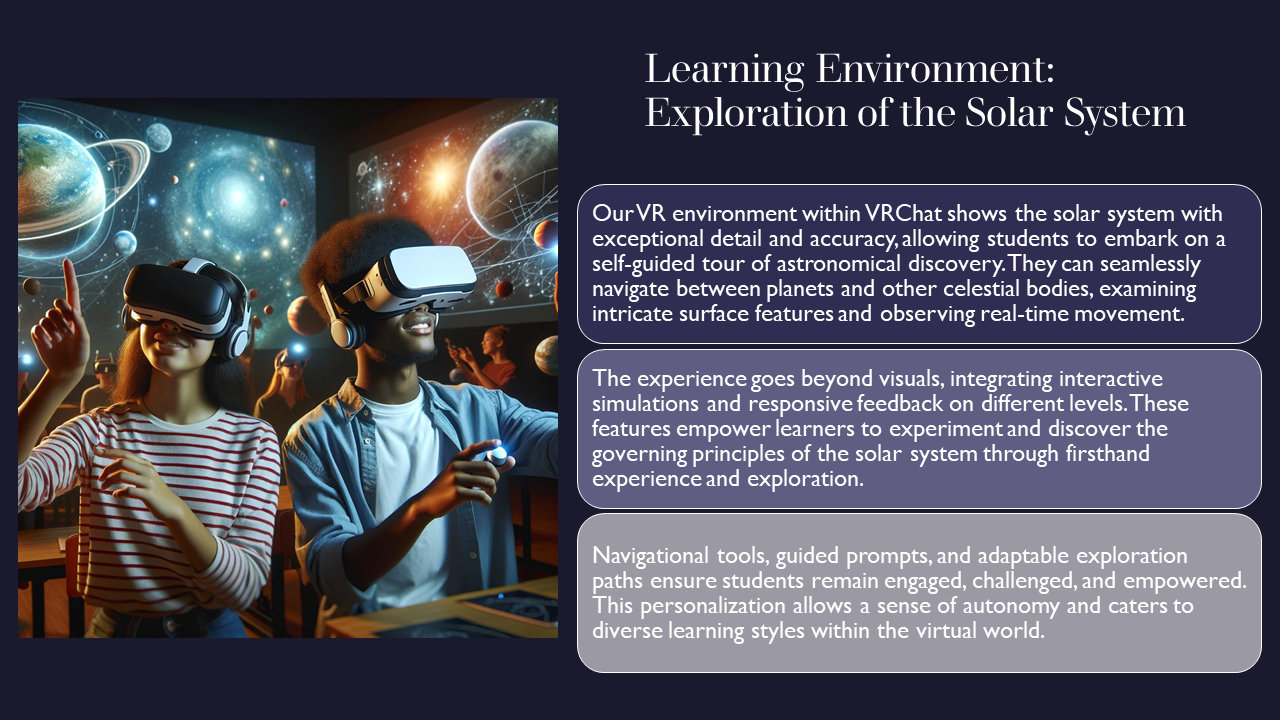 Learning Environment:
Exploration of the Solar System
Our VR environment within VRChat shows the solar system with
exceptional detail and accuracy, allowing students to embark on a
self-guided tour of astronomical discovery. They can seamlessly
navigate between planets and other celestial bodies, examining
intricate surface features and observing real-time movement.
The experience goes beyond visuals, integrating interactive
simulations and responsive feedback on different levels. These
features empower learners to experiment and discover the
governing principles of the solar system through firsthand
experience and exploration.
Navigational tools, guided prompts, and adaptable exploration
paths ensure students remain engaged, challenged, and empowered.
This personalization allows a sense of autonomy and caters to
diverse learning styles within the virtual world.